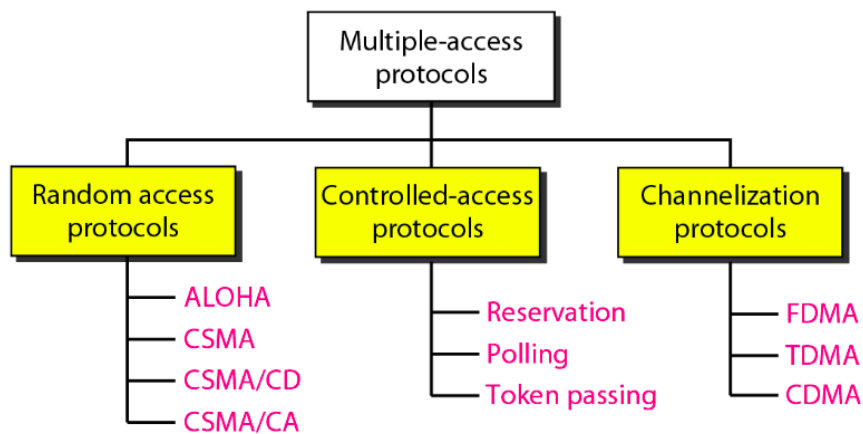 Multiple-access
protocols
Random access
protocols
Controlled-access
protocols
Channelization
protocols
ALOHA
CSMA
CSMA/CD
CSMA/CA
Reservation
Polling
Token passing
FDMA
TDMA
CDMA